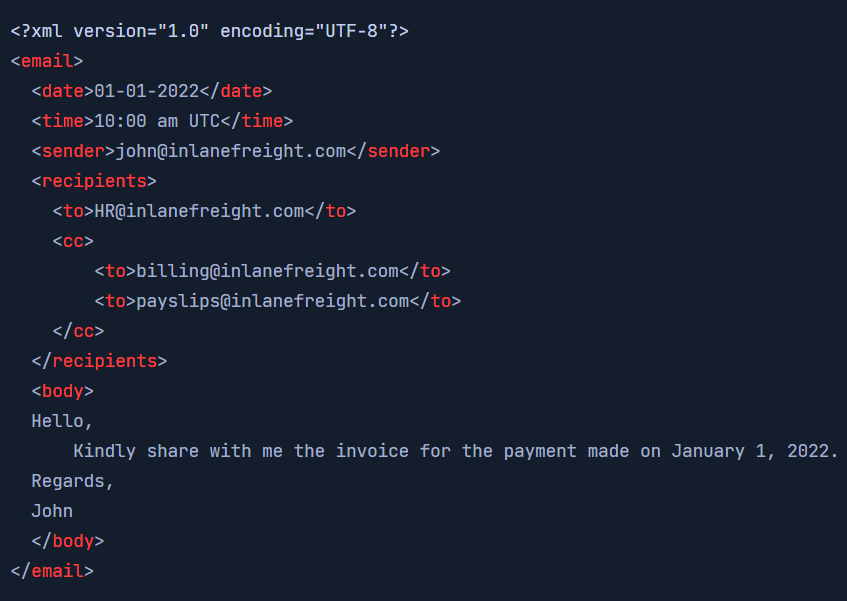 <?xml version="1.0" encoding="UTF-8"?>
<email>
  <date>01-01-2022</date>
  <time>10:00 am UTC</time>
  <sender>john@inlanefreight.com</sender>
  <recipients>
    <to>HR@inlanefreight.com</to>
    <cc>
        <to>billing@inlanefreight.com</to>
        <to>payslips@inlanefreight.com</to>
    </cc>
  </recipients>
  <body>
  Hello,
      Kindly share with me the invoice for the payment made on January 1, 2022.
  Regards,
  John
  </body>
</email>